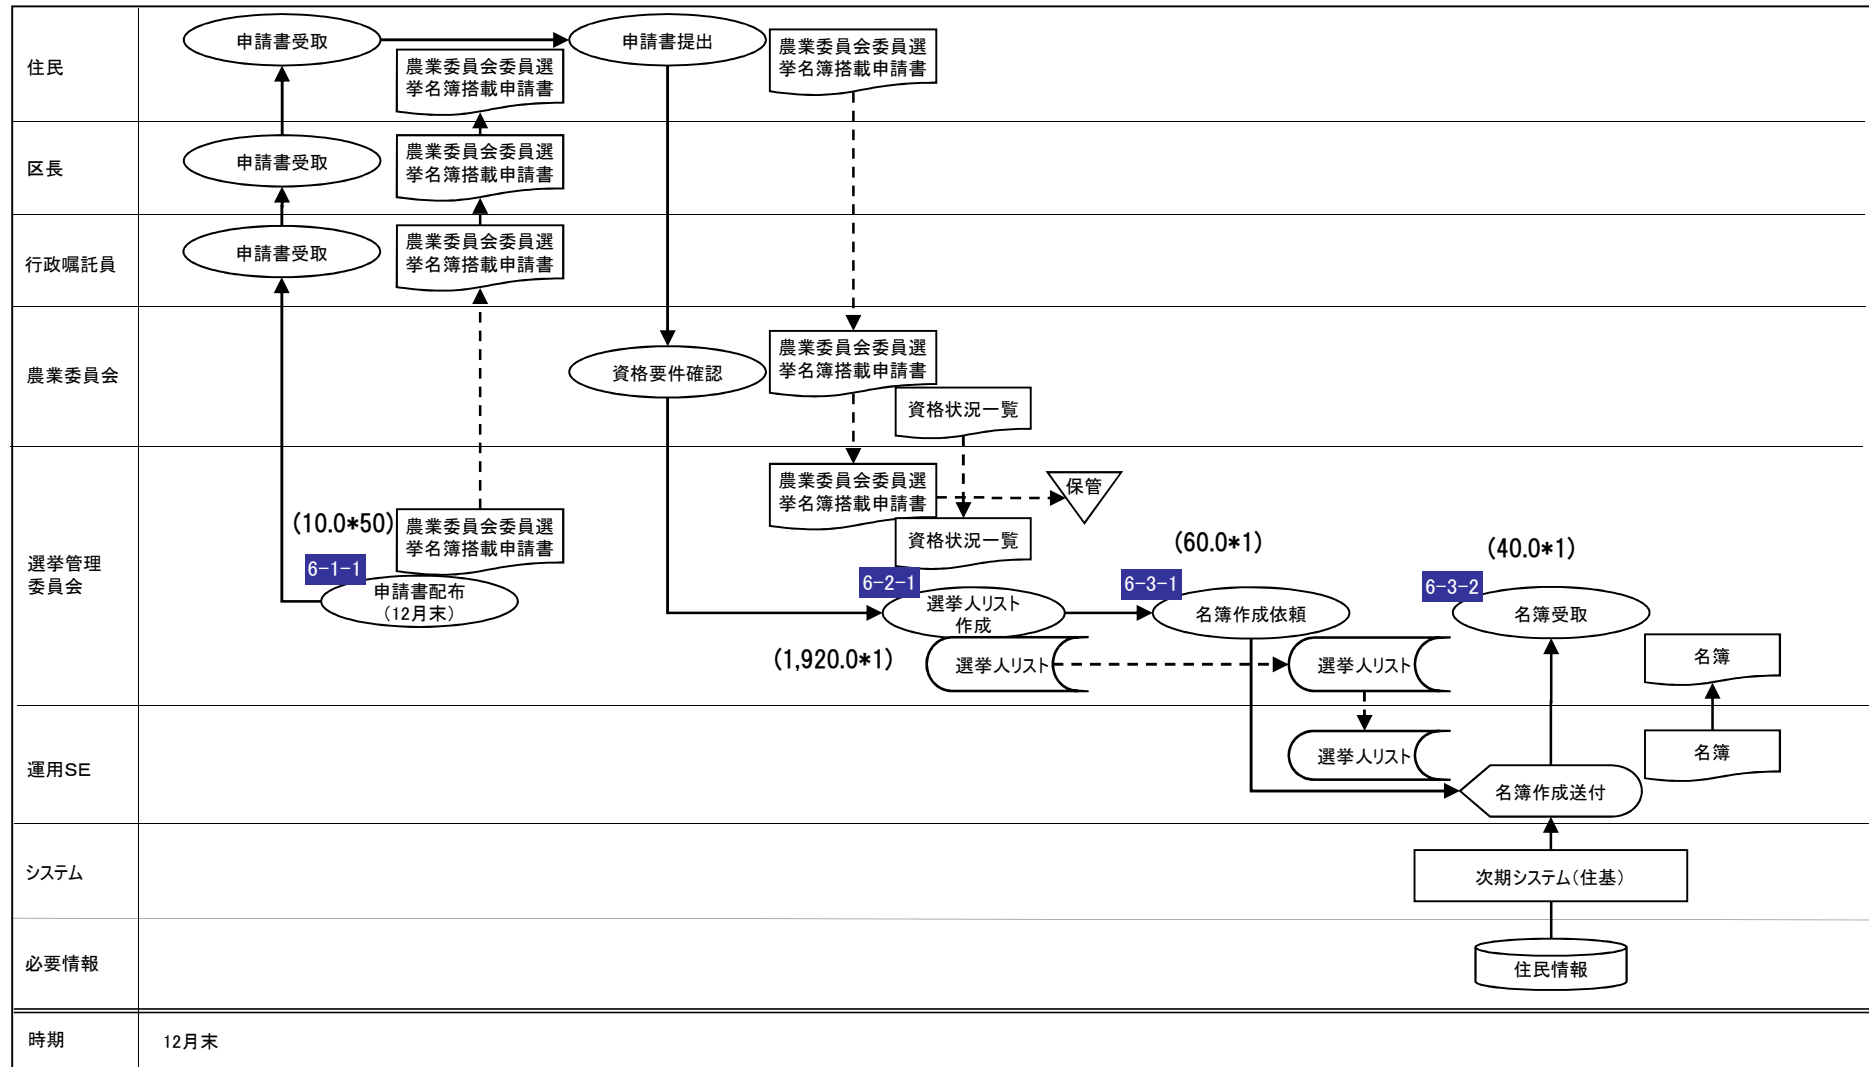 住民
申請書受取
農業委員会委員選
挙名簿搭載申請書
申請書提出
農業委員会委員選
挙名簿搭載申請書
区長
申請書受取
農業委員会委員選
挙名簿搭載申請書
行政嘱託員
申請書受取
農業委員会委員選
挙名簿搭載申請書
農業委員会
資格要件確認
農業委員会委員選
挙名簿搭載申請書
資格状況一覧
選挙管理
委員会
(10.0*50)
農業委員会委員選
挙名簿搭載申請書
6-1-1
申請書配布
(12月末)
農業委員会委員選
挙名簿搭載申請書
保管
資格状況一覧
6-2-1
選挙人リスト
作成
(1,920.0*1)
選挙人リスト
(60.0*1)
6-3-1
名簿作成依頼
選挙人リスト
(40.0*1)
6-3-2
名簿受取
名簿
運用SE
選挙人リスト
名簿作成送付
名簿
システム
次期システム(住基)
必要情報
住民情報
時期
12月末